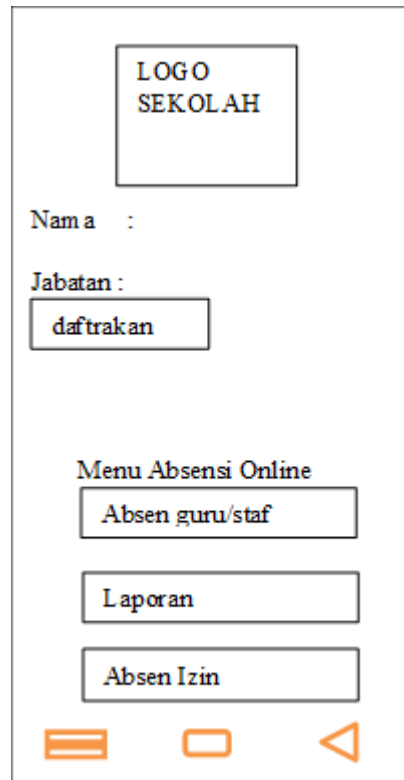 LOGO
SEKOLAH
Nama :
Jabatan :
daftrakan
Menu Absensi Online
Absen guru/staf
Laporan
Absen Izin